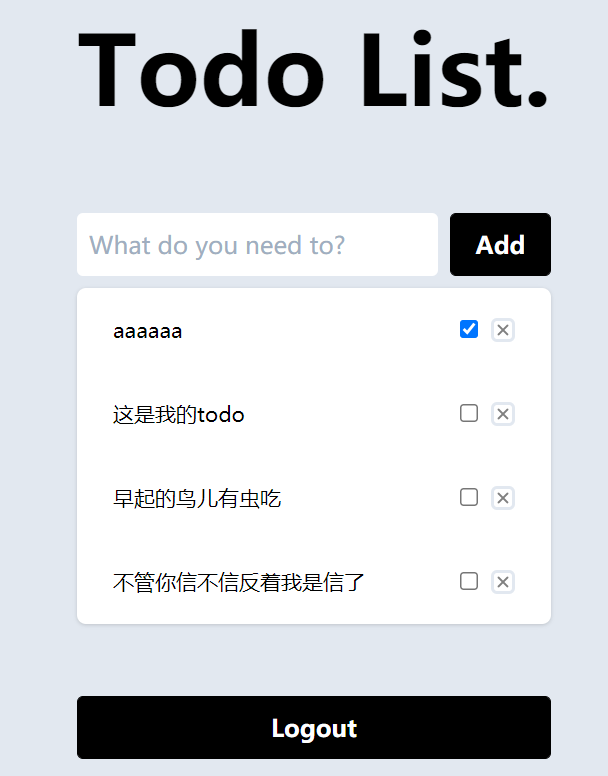 Todo List.
What do you need to?
Add
aaaaaa
这是我的todo
早起的鸟儿有虫吃
不管你信不信反着我是信了
Logout